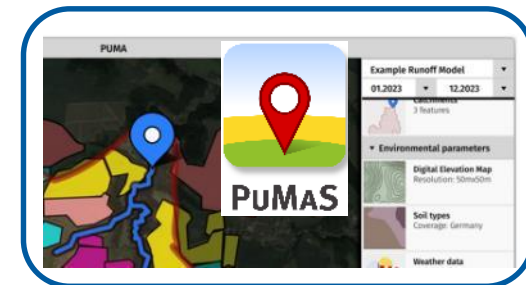 PUMA
PUMAS
Example Runoff Model
01.2023
12.2023
Catchments
3 features
Environmental parameters
Digital Elevation Map
Resolution: 50mx50m
Soil types
Coverage: Germany
Weather data